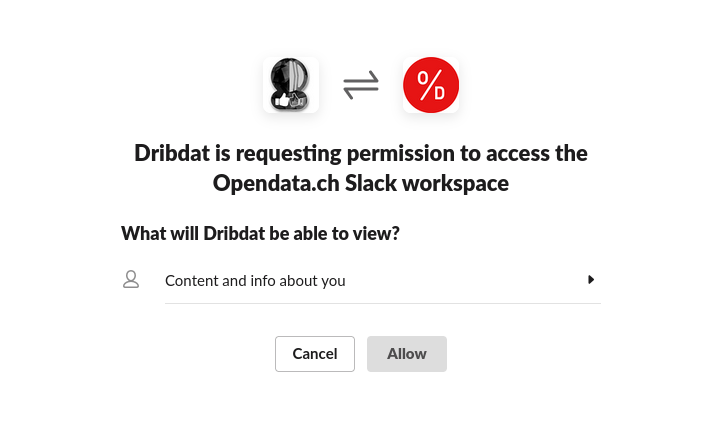 O/D
Dribdat is requesting permission to access the
Opendata.ch Slack workspace
What will Dribdat be able to view?
Content and info about you
Cancel
Allow